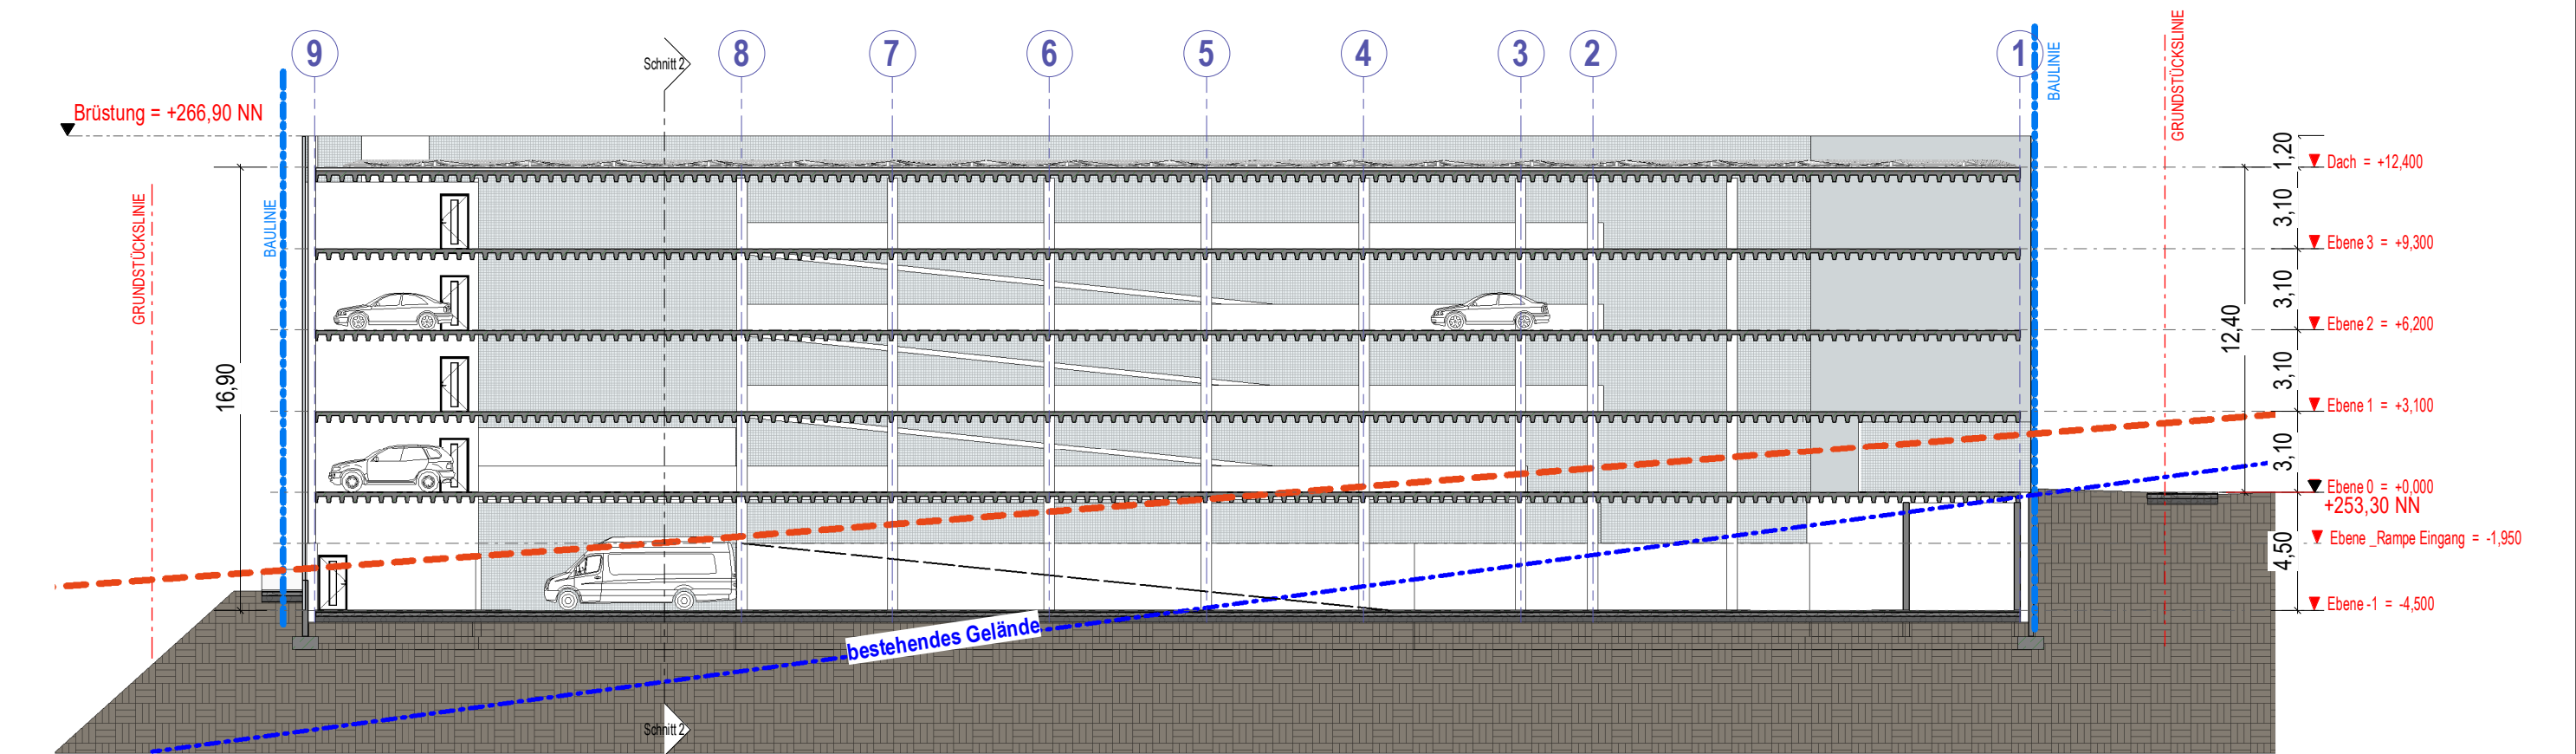 9
8
7
6
5
4
3
2
1
Schnitt 2
BAULINIE
GRUNDSTÜCKSLINIE
Brüstung = +266,90 NN
1,20
Dach = +12,400
GRUNDSTÜCKSLINIE
BAULINIE
3,10
Ebene 3 = +9,300
3,10
12,40
Ebene 2 = +6,200
16,90
3,10
Ebene 1 = +3,100
3,10
Ebene 0 = +0,000
+253,30 NN
Ebene _Rampe Eingang = -1,950
4,50
Ebene -1 = -4,500
bestehendes Gelände
Schnitt 2